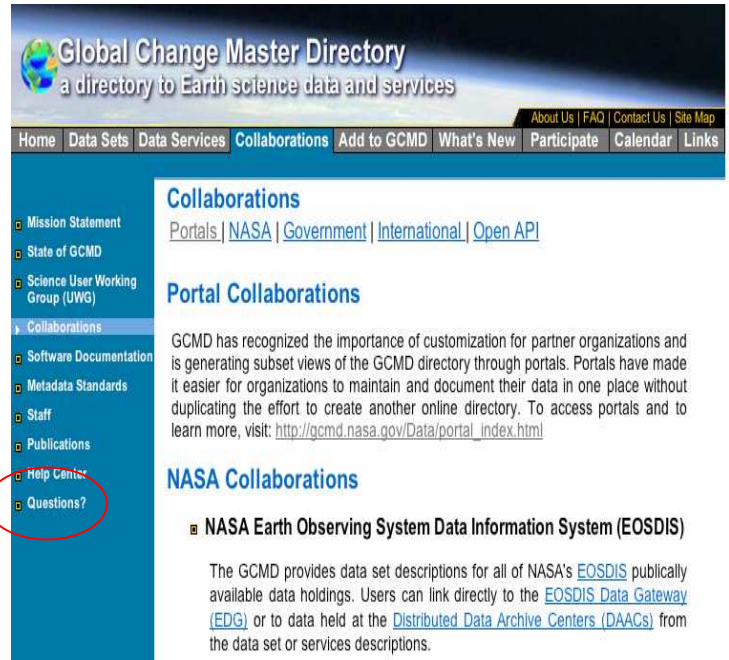 Global Change Master Directory
a directory to Earth science data and services
About Us | FAQ | Contact Us | Site Map
Home Data Sets Data Services Collaborations Add to GCMD What's New Participate Calendar Links
Mission Statement
State of GCMD
Science User Working
Group (UWG)
Collaborations
Software Documentation
Metadata Standards
Staff
Publications
Help Center
Questions?
Collaborations
Portals | NASA | Government | International | Open API
Portal Collaborations
GCMD has recognized the importance of customization for partner organizations and
is generating subset views of the GCMD directory through portals. Portals have made
it easier for organizations to maintain and document their data in one place without
duplicating the effort to create another online directory. To access portals and to
learn more, visit: http://gcmd.nasa.gov/Data/portal_index.html
NASA Collaborations
NASA Earth Observing System Data Information System (EOSDIS)
The GCMD provides data set descriptions for all of NASA's EOSDIS publically
available data holdings. Users can link directly to the EOSDIS Data Gateway
(EDG) or to data held at the Distributed Data Archive Centers (DAACs) from
the data set or services descriptions.